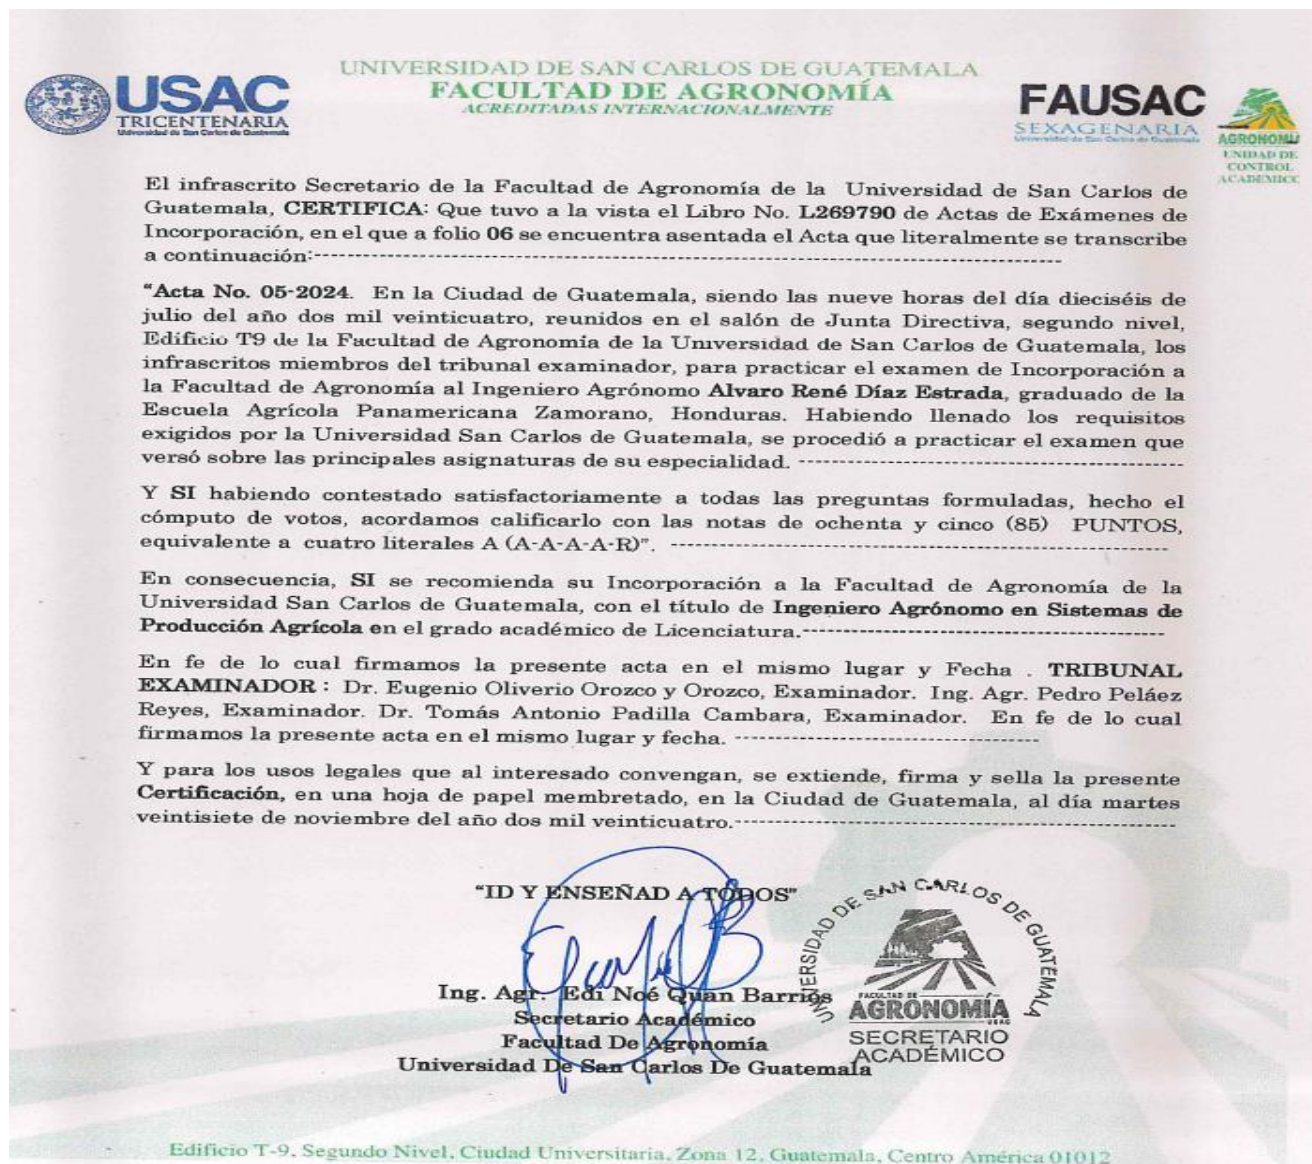 UNIVERSIDAD DE SAN CARLOS DE GUATEMALA
FACULTAD DE AGRONOMÍA
ACREDITADAS INTERNACIONALMENTE
USAC
TRICENTENARIA
Universidad de San Carlos de Guatemala
FAUSAC
SEXAGENARIA
Universidad de San Carlos de Guatemala
AGRONOMIA
UNIDAD DE
CONTROL
ACADEMICO
El infrascrito Secretario de la Facultad de Agronomía de la Universidad de San Carlos de
Guatemala, CERTIFICA: Que tuvo a la vista el Libro No. L269790 de Actas de Exámenes de
Incorporación, en el que a folio 06 se encuentra asentada el Acta que literalmente se transcribe
a continuación:--------------------------------------------------------------------------------------------
"Acta No. 05-2024. En la Ciudad de Guatemala, siendo las nueve horas del día dieciséis de
julio del año dos mil veinticuatro, reunidos en el salón de Junta Directiva, segundo nivel,
Edificio T9 de la Facultad de Agronomía de la Universidad de San Carlos de Guatemala, los
infrascritos miembros del tribunal examinador, para practicar el examen de Incorporación a
la Facultad de Agronomía al Ingeniero Agrónomo Alvaro René Díaz Estrada, graduado de la
Escuela Agrícola Panamericana Zamorano, Honduras. Habiendo llenado los requisitos
exigidos por la Universidad San Carlos de Guatemala, se procedió a practicar el examen que
versó sobre las principales asignaturas de su especialidad. -----------------------------------------------
Y SI habiendo contestado satisfactoriamente a todas las preguntas formuladas, hecho el
cómputo de votos, acordamos calificarlo con las notas de ochenta y cinco (85) PUNTOS,
equivalente a cuatro literales A (A-A-A-A-R)". -----------------------------------------------------------
En consecuencia, SI se recomienda su Incorporación a la Facultad de Agronomía de la
Universidad San Carlos de Guatemala, con el título de Ingeniero Agrónomo en Sistemas de
Producción Agrícola en el grado académico de Licenciatura.-------------------------------------------
En fe de lo cual firmamos la presente acta en el mismo lugar y Fecha . TRIBUNAL
EXAMINADOR : Dr. Eugenio Oliverio Orozco y Orozco, Examinador. Ing. Agr. Pedro Peláez
Reyes, Examinador. Dr. Tomás Antonio Padilla Cambara, Examinador. En fe de lo cual
firmamos la presente acta en el mismo lugar y fecha. -------------------------------------
Y para los usos legales que al interesado convengan, se extiende, firma y sella la presente
Certificación, en una hoja de papel membretado, en la Ciudad de Guatemala, al día martes
veintisiete de noviembre del año dos mil veinticuatro.----------------------------------------------------
"ID Y ENSEÑAD A TODOS"
Ing. Agr. Edi Noé Quan Barrios
Secretario Académico
Facultad De Agronomía
Universidad De San Carlos De Guatemala
UNIVERSIDAD DE SAN CARLOS DE GUATEMALA
FACULTAD DE
AGRONOMIA
USAC
SECRETARIO
ACADÉMICO
Edificio T-9, Segundo Nivel, Ciudad Universitaria, Zona 12, Guatemala, Centro América 01012